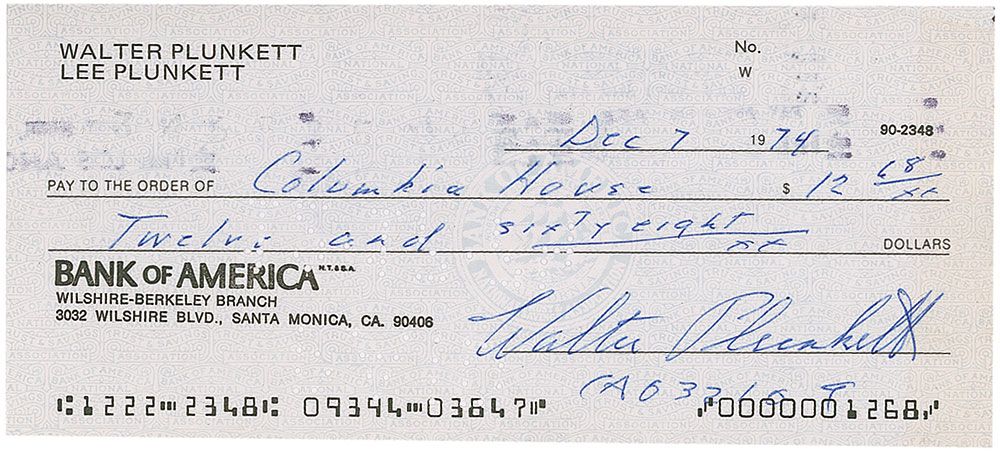 WALTER PLUNKETT
LEE PLUNKETT
No.
W
Dec 7 1974
90-2348
PAY TO THE ORDER OF Columbia House $ 12 68/xx
Twelve and sixty eight/xx DOLLARS
BANK OF AMERICA N.T.&S.A.
WILSHIRE-BERKELEY BRANCH
3032 WILSHIRE BLVD., SANTA MONICA, CA. 90406
Walter Plunkett
⑆1222⑉2348⑆ 09344⑉03647⑈ ⑇0000001268⑇